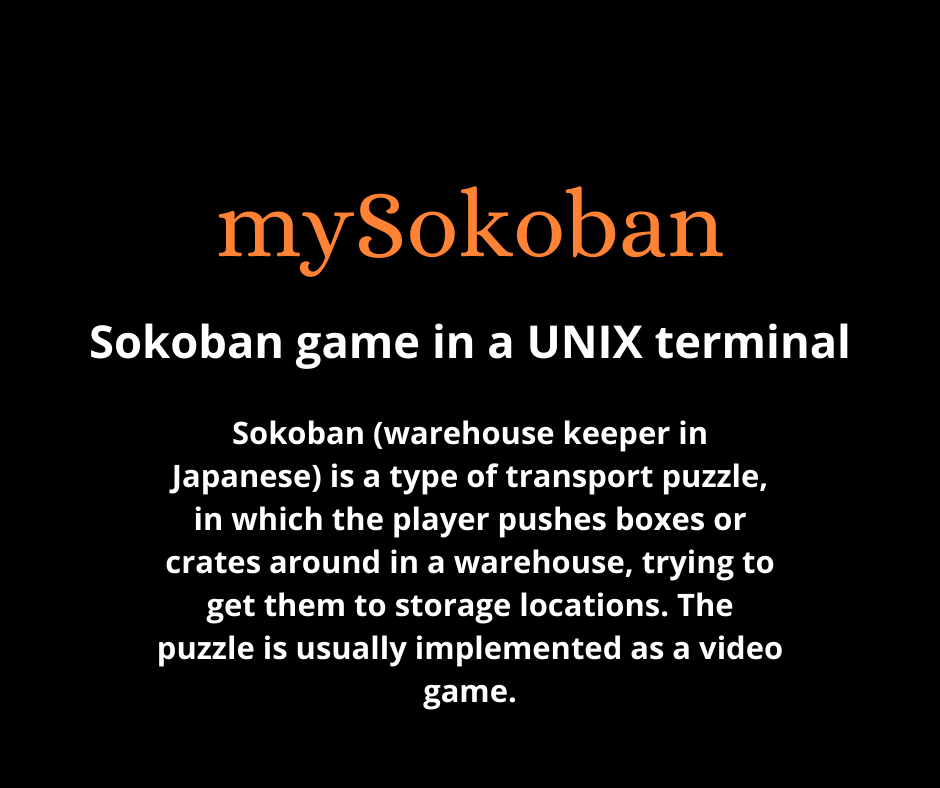 mySokoban
Sokoban game in a UNIX terminal
Sokoban (warehouse keeper in
Japanese) is a type of transport puzzle,
in which the player pushes boxes or
crates around in a warehouse, trying to
get them to storage locations. The
puzzle is usually implemented as a video
game.